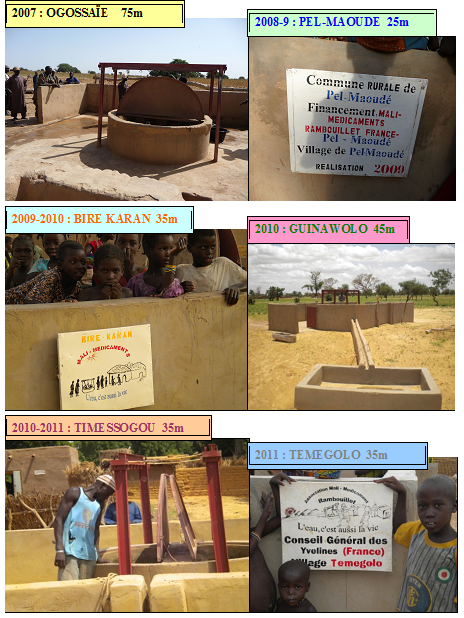 2007 : OGOSSAÏE 75m
2008-9 : PEL-MAOUDE 25m
Commune RURALE de
Pel-Maoudé
Financement MALI-
MEDICAMENTS
RAMBOUILLET FRANCE-
Pel - Maoudé
Village de Pel-Maoudé
REALISATION 2009
2009-2010 : BIRE KARAN 35m
BIRE - KARAN
MALI - MEDICAMENTS
L'eau, c'est aussi la vie
2010 : GUINAWOLO 45m
2010-2011 : TIMESSOGOU 35m
2011 : TEMEGOLO 35m
Association Mali - Medicament
Rambouillet
L'eau, c'est aussi la vie
Conseil Général des
Yvelines (France)
Village Temegolo